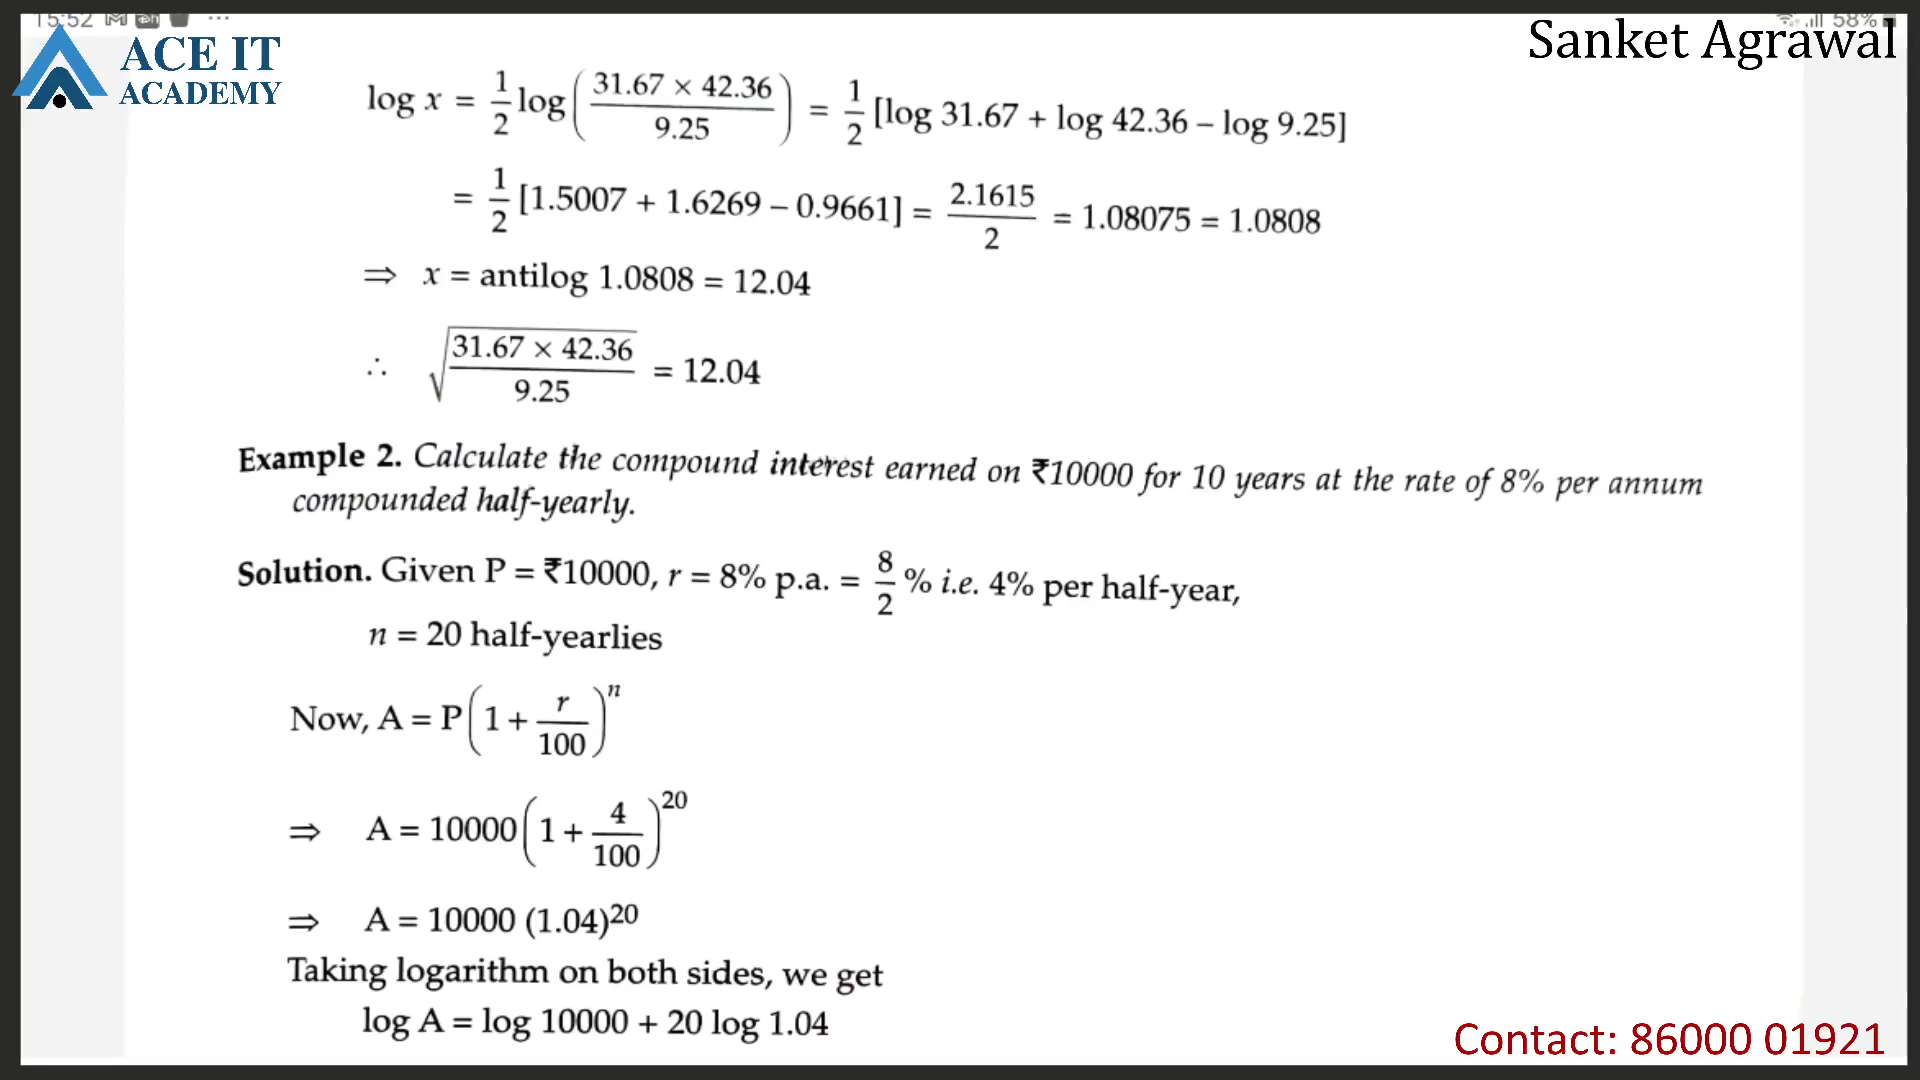 15:52
58%
ACE IT
ACADEMY
Sanket Agrawal
log x = 1/2 log(31.67 × 42.36 / 9.25) = 1/2 [log 31.67 + log 42.36 – log 9.25]
= 1/2 [1.5007 + 1.6269 – 0.9661] = 2.1615/2 = 1.08075 = 1.0808
⇒ x = antilog 1.0808 = 12.04
∴ √(31.67 × 42.36 / 9.25) = 12.04
Example 2. Calculate the compound interest earned on ₹10000 for 10 years at the rate of 8% per annum
compounded half-yearly.
Solution. Given P = ₹10000, r = 8% p.a. = 8/2 % i.e. 4% per half-year,
n = 20 half-yearlies
Now, A = P(1 + r/100)^n
⇒ A = 10000(1 + 4/100)^20
⇒ A = 10000 (1.04)^20
Taking logarithm on both sides, we get
log A = log 10000 + 20 log 1.04
Contact: 86000 01921